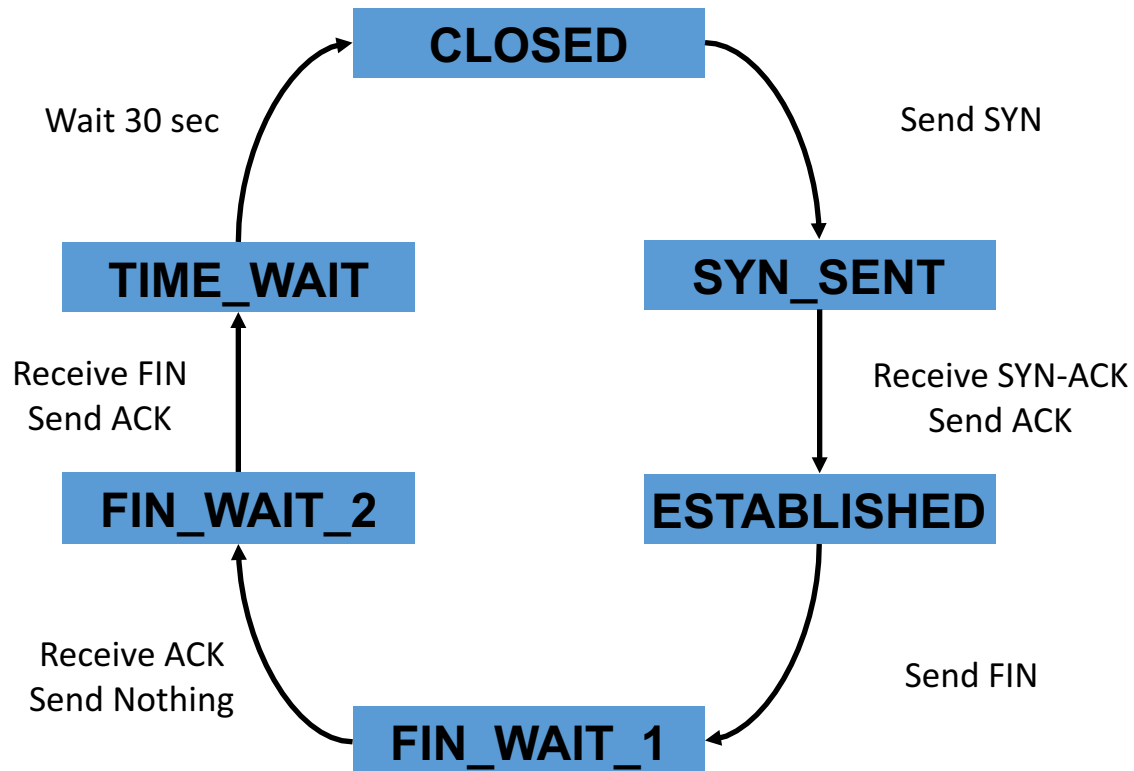 CLOSED
Wait 30 sec
Send SYN
TIME_WAIT
SYN_SENT
Receive FIN
Send ACK
Receive SYN-ACK
Send ACK
FIN_WAIT_2
ESTABLISHED
Receive ACK
Send Nothing
Send FIN
FIN_WAIT_1